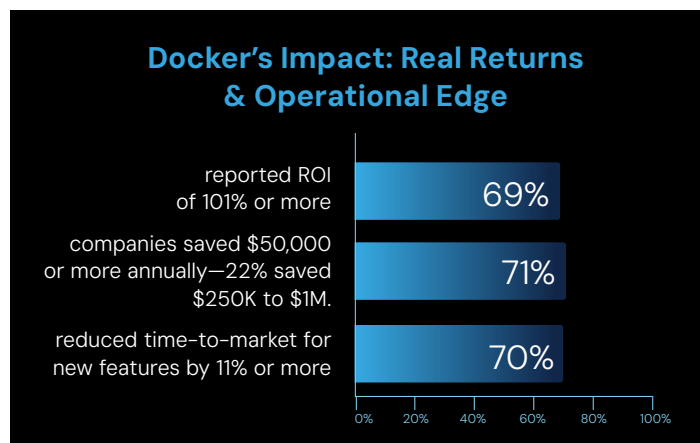 Docker’s Impact: Real Returns
& Operational Edge
reported ROI
of 101% or more
69%
companies saved $50,000
or more annually—22% saved
$250K to $1M.
71%
reduced time-to-market for
new features by 11% or more
70%
0% 20% 40% 60% 80% 100%